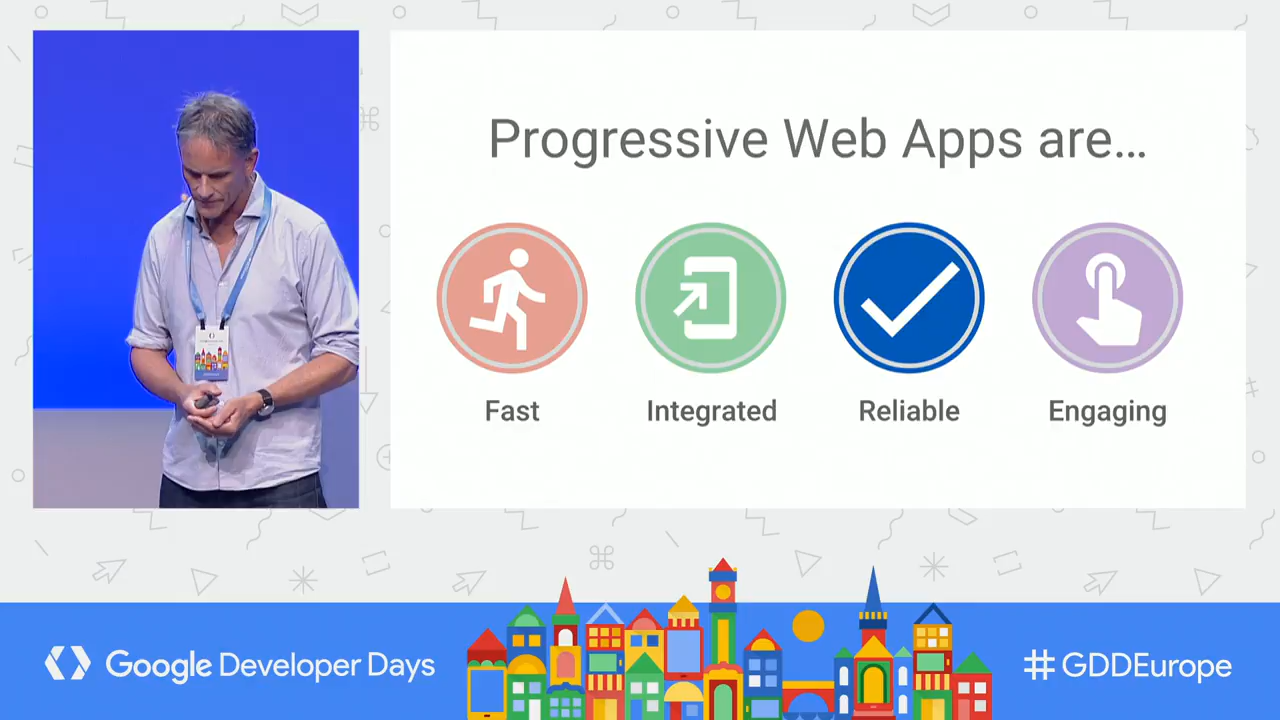 Progressive Web Apps are...
Fast
Integrated
Reliable
Engaging
Google Developer Days
#GDDEurope